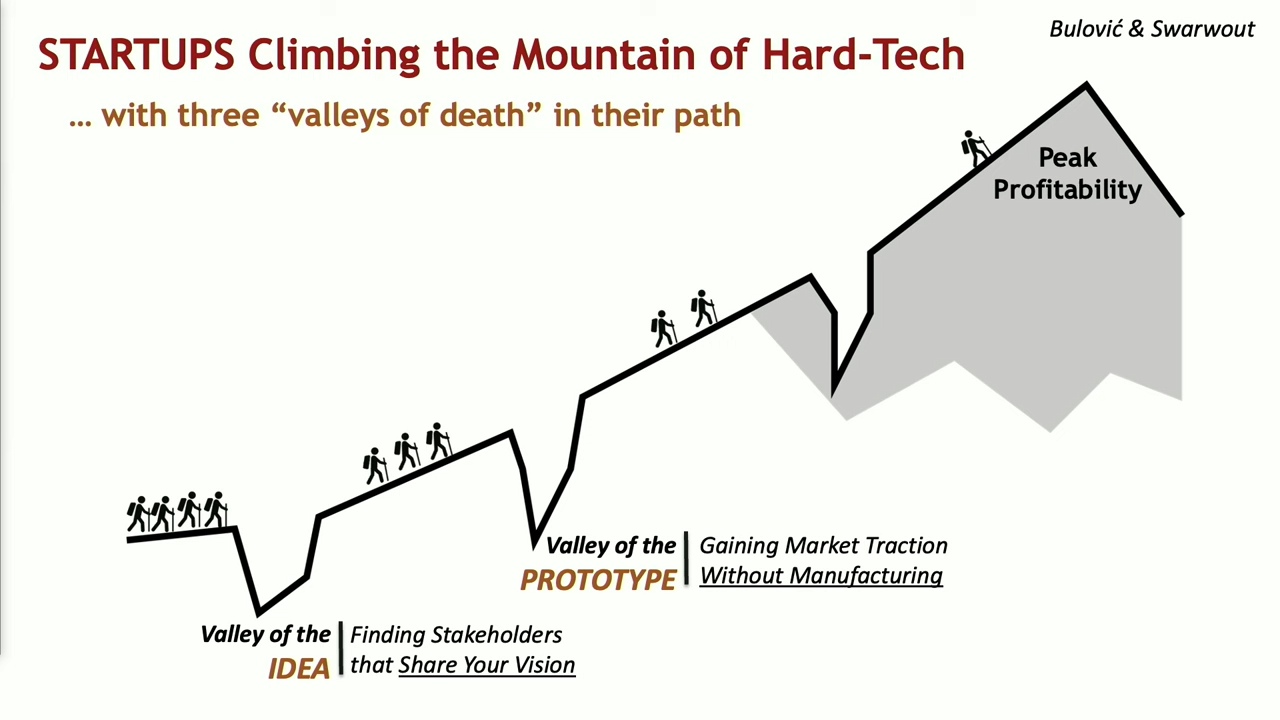 Bulović & Swarwout
STARTUPS Climbing the Mountain of Hard-Tech
... with three “valleys of death” in their path
Peak
Profitability
Valley of the
PROTOTYPE
Gaining Market Traction
Without Manufacturing
Valley of the
IDEA
Finding Stakeholders
that Share Your Vision